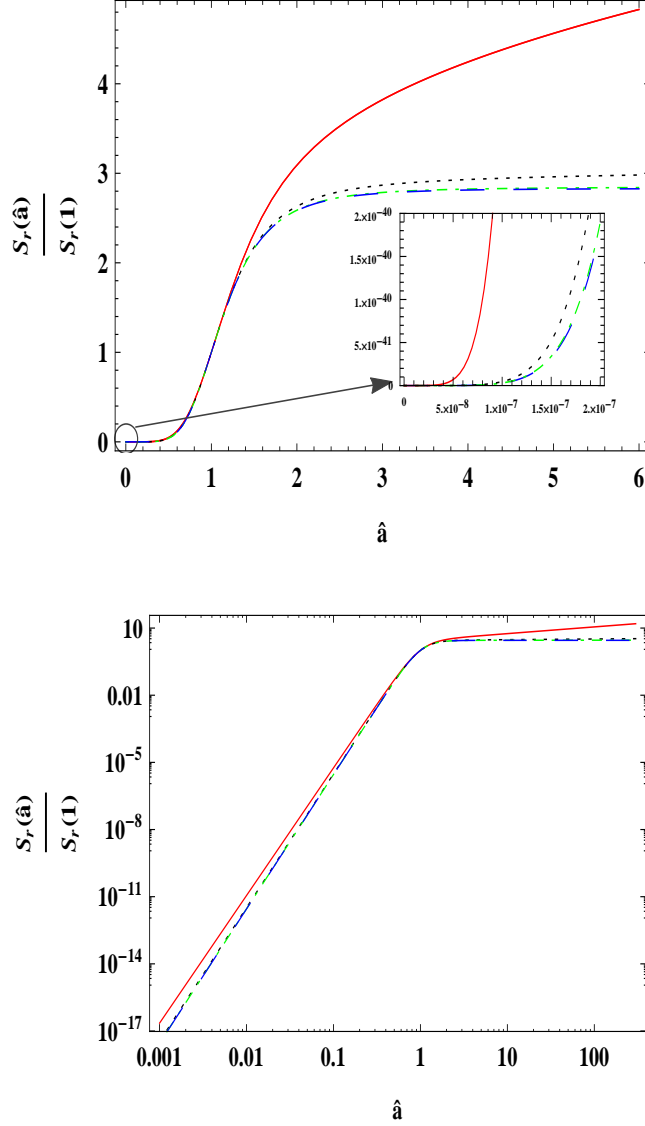 4
3
2
1
0
S_r(â)
S_r(1)
2.×10⁻⁴⁰
1.5×10⁻⁴⁰
1.×10⁻⁴⁰
5.×10⁻⁴¹
0
0 5.×10⁻⁸ 1.×10⁻⁷ 1.5×10⁻⁷ 2.×10⁻⁷
0 1 2 3 4 5 6
â
10
0.01
10⁻⁵
10⁻⁸
10⁻¹¹
10⁻¹⁴
10⁻¹⁷
S_r(â)
S_r(1)
0.001 0.01 0.1 1 10 100
â